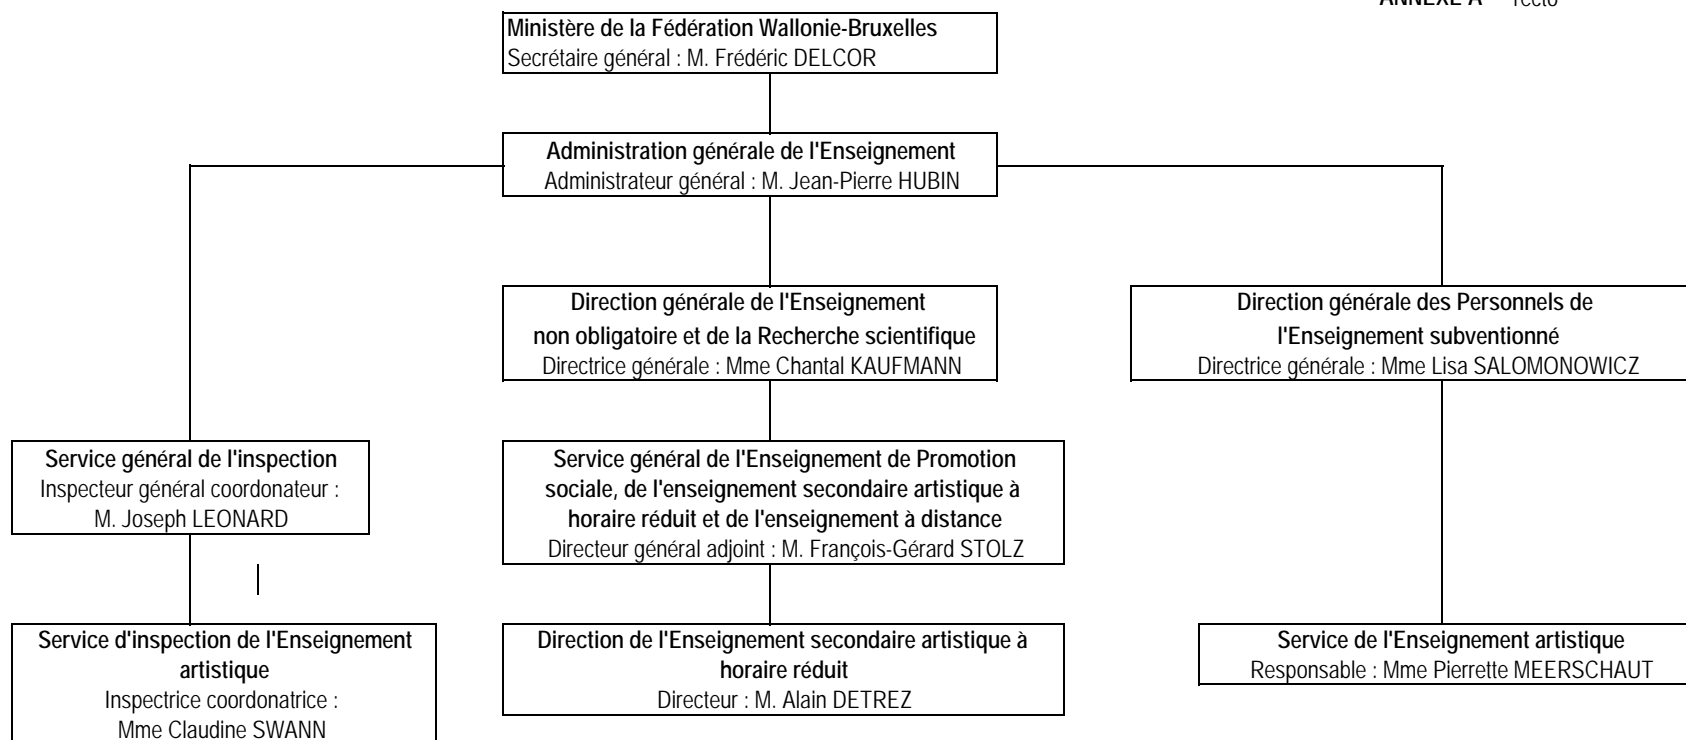 ANNEXE A recto
Ministère de la Fédération Wallonie-Bruxelles
Secrétaire général : M. Frédéric DELCOR
Administration générale de l'Enseignement
Administrateur général : M. Jean-Pierre HUBIN
Direction générale de l'Enseignement
non obligatoire et de la Recherche scientifique
Directrice générale : Mme Chantal KAUFMANN
Direction générale des Personnels de
l'Enseignement subventionné
Directrice générale : Mme Lisa SALOMONOWICZ
Service général de l'inspection
Inspecteur général coordonateur :
M. Joseph LEONARD
Service général de l'Enseignement de Promotion
sociale, de l'enseignement secondaire artistique à
horaire réduit et de l'enseignement à distance
Directeur général adjoint : M. François-Gérard STOLZ
Service d'inspection de l'Enseignement
artistique
Inspectrice coordonatrice :
Mme Claudine SWANN
Direction de l'Enseignement secondaire artistique à
horaire réduit
Directeur : M. Alain DETREZ
Service de l'Enseignement artistique
Responsable : Mme Pierrette MEERSCHAUT